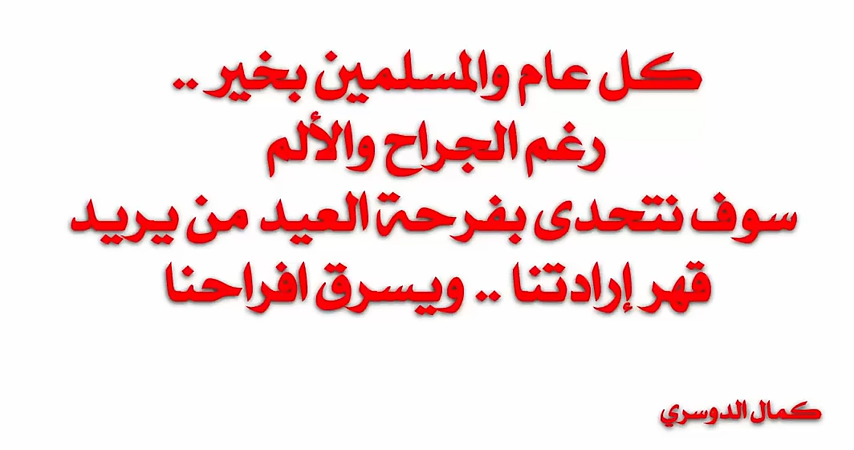 كل عام والمسلمين بخير ..
رغم الجراح والألم
سوف نتحدى بفرحة العيد من يريد
قهر إرادتنا .. ويسرق افراحنا
كمال الدوسري